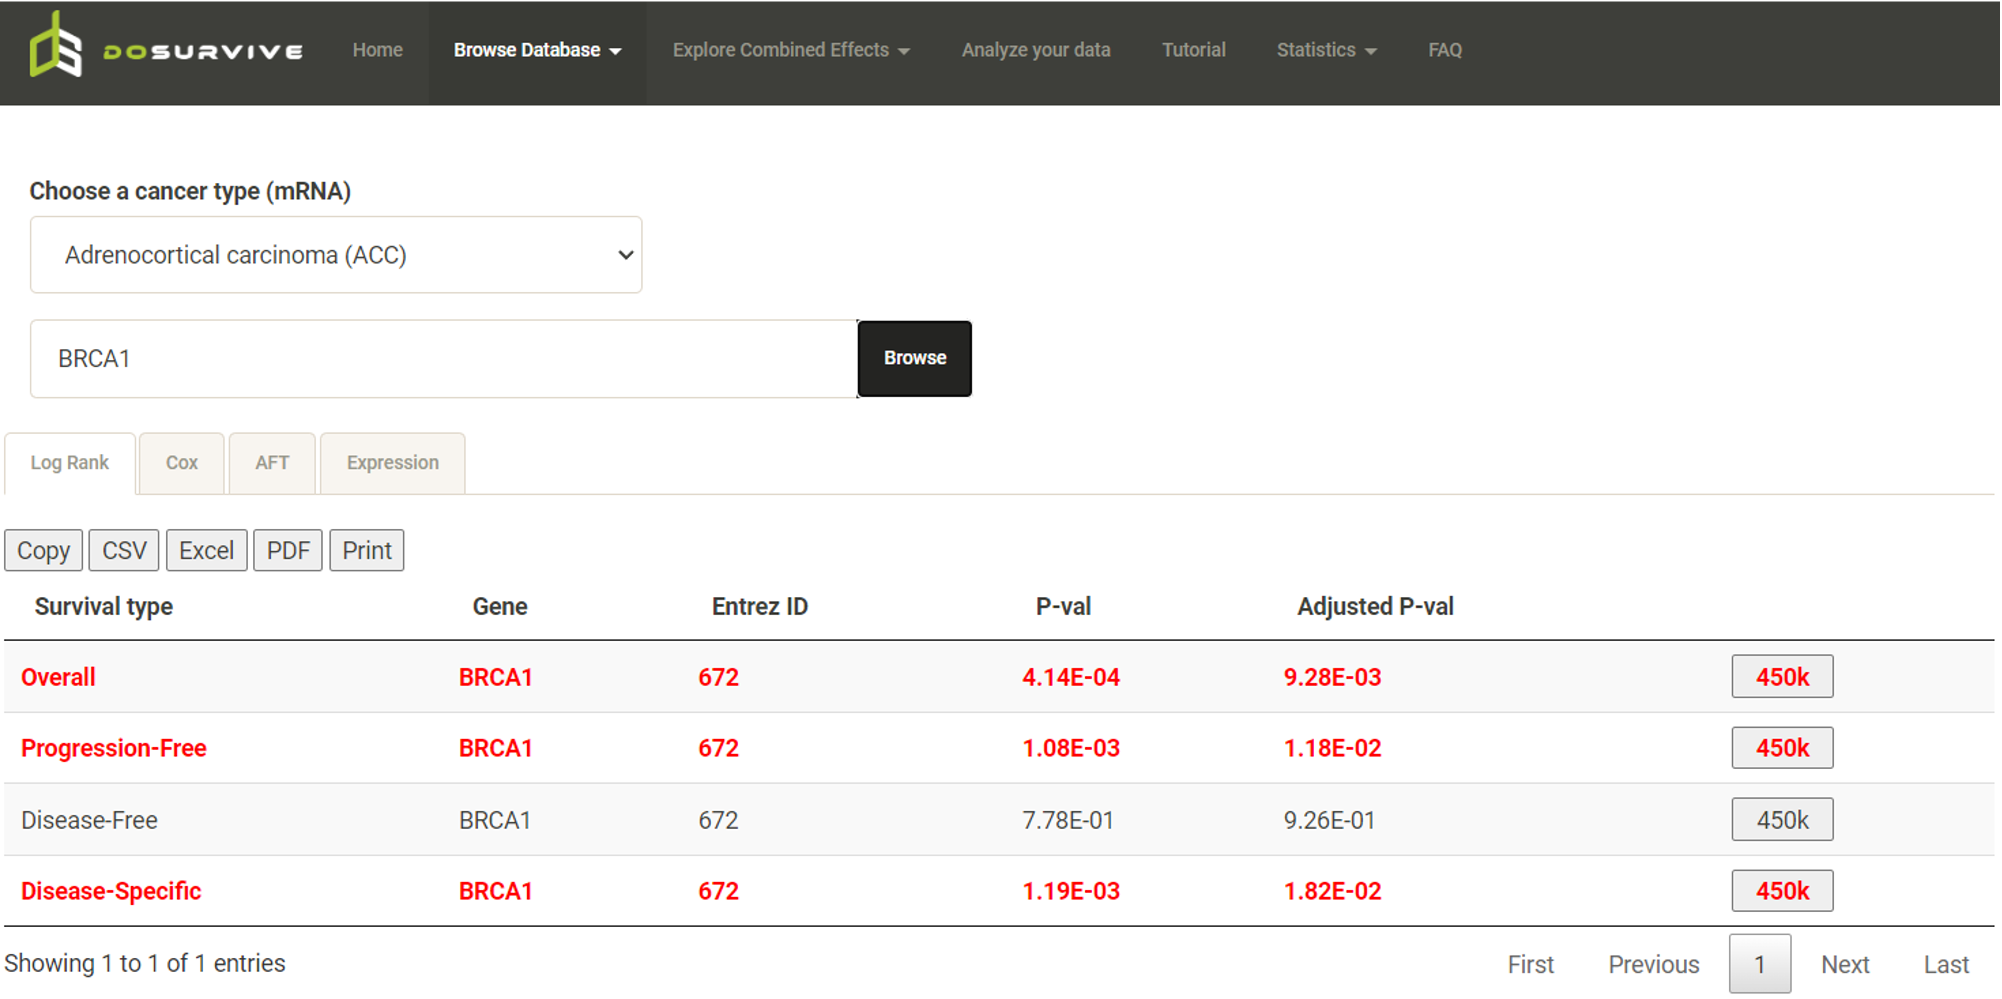 DOSURVIVE Home Browse Database Explore Combined Effects Analyze your data Tutorial Statistics FAQ
Choose a cancer type (mRNA)
Adrenocortical carcinoma (ACC)
BRCA1 Browse
Log Rank Cox AFT Expression
Copy CSV Excel PDF Print
Survival type Gene Entrez ID P-val Adjusted P-val
Overall BRCA1 672 4.14E-04 9.28E-03 450k
Progression-Free BRCA1 672 1.08E-03 1.18E-02 450k
Disease-Free BRCA1 672 7.78E-01 9.26E-01 450k
Disease-Specific BRCA1 672 1.19E-03 1.82E-02 450k
Showing 1 to 1 of 1 entries First Previous 1 Next Last